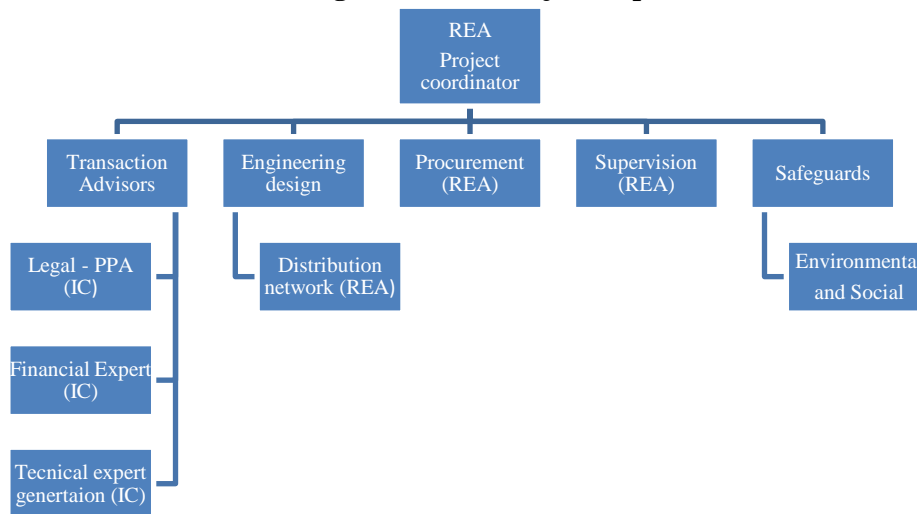 REA
Project
coordinator
Transaction
Advisors
Engineering
design
Procurement
(REA)
Supervision
(REA)
Safeguards
Legal - PPA
(IC)
Distribution
network (REA)
Environmenta
and Social
Financial Expert
(IC)
Tecnical expert
genertaion (IC)